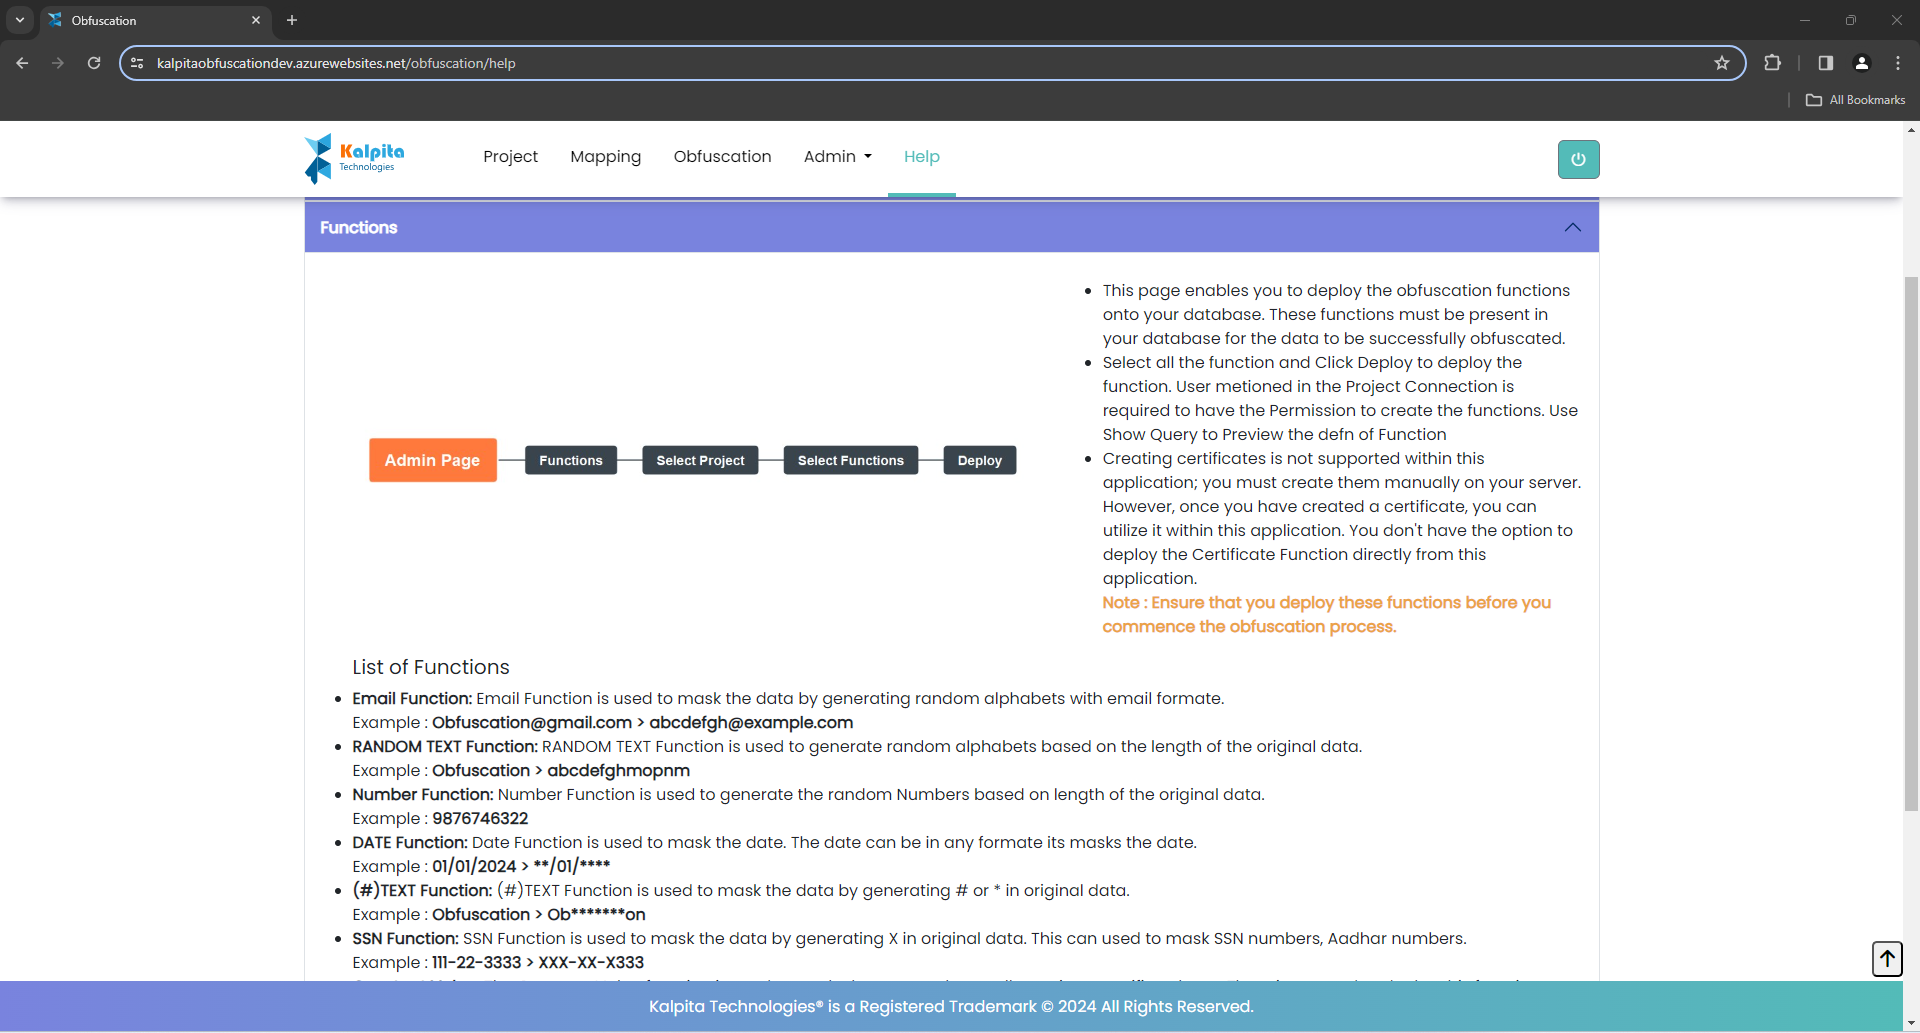 Obfuscation
kalpitaobfuscationdev.azurewebsites.net/obfuscation/help
All Bookmarks
Kalpita
Technologies
Project
Mapping
Obfuscation
Admin
Help
Functions
Admin Page
Functions
Select Project
Select Functions
Deploy
• This page enables you to deploy the obfuscation functions
onto your database. These functions must be present in
your database for the data to be successfully obfuscated.
• Select all the function and Click Deploy to deploy the
function. User metioned in the Project Connection is
required to have the Permission to create the functions. Use
Show Query to Preview the defn of Function
• Creating certificates is not supported within this
application; you must create them manually on your server.
However, once you have created a certificate, you can
utilize it within this application. You don't have the option to
deploy the Certificate Function directly from this
application.
Note : Ensure that you deploy these functions before you
commence the obfuscation process.
List of Functions
• Email Function: Email Function is used to mask the data by generating random alphabets with email formate.
Example : Obfuscation@gmail.com > abcdefgh@example.com
• RANDOM TEXT Function: RANDOM TEXT Function is used to generate random alphabets based on the length of the original data.
Example : Obfuscation > abcdefghmopnm
• Number Function: Number Function is used to generate the random Numbers based on length of the original data.
Example : 9876746322
• DATE Function: Date Function is used to mask the date. The date can be in any formate its masks the date.
Example : 01/01/2024 > **/01/****
• (#)TEXT Function: (#)TEXT Function is used to mask the data by generating # or * in original data.
Example : Obfuscation > Ob*******on
• SSN Function: SSN Function is used to mask the data by generating X in original data. This can used to mask SSN numbers, Aadhar numbers.
Example : 111-22-3333 > XXX-XX-X333
Kalpita Technologies® is a Registered Trademark © 2024 All Rights Reserved.